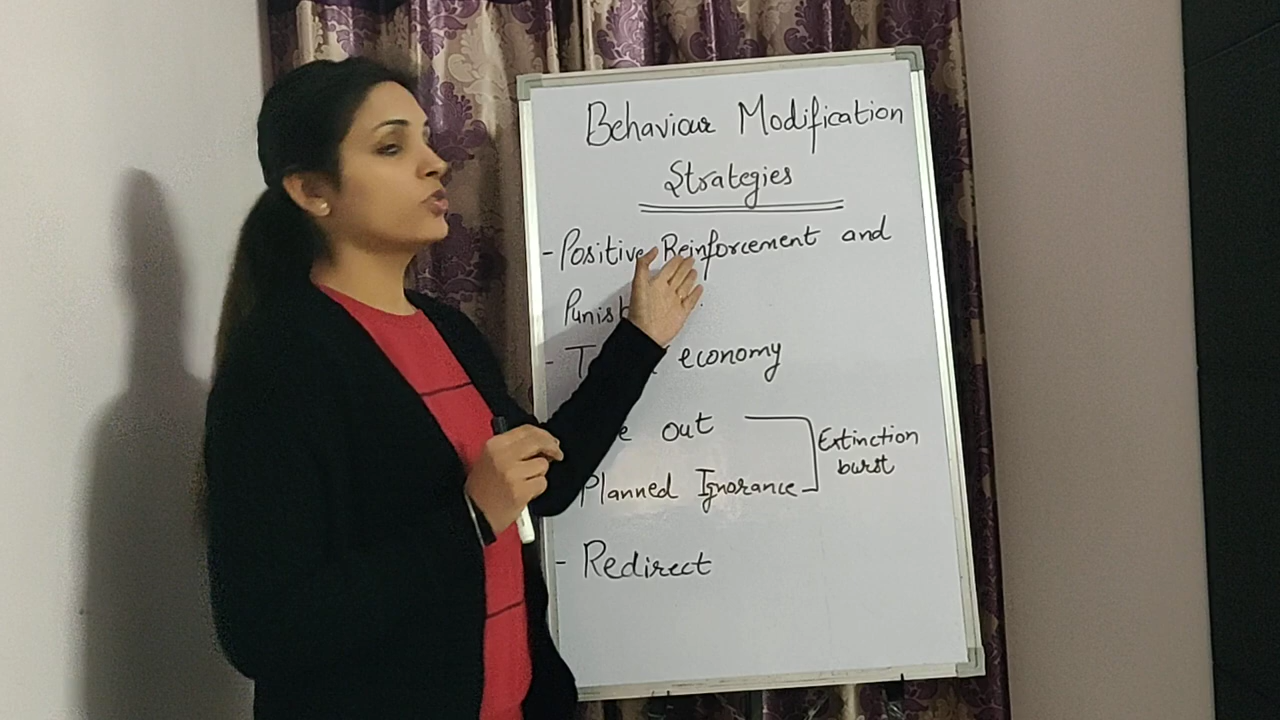 Behaviour Modification
Strategies
- Positive Reinforcement and
- economy
out
Planned Ignorance
Extinction
burst
- Redirect